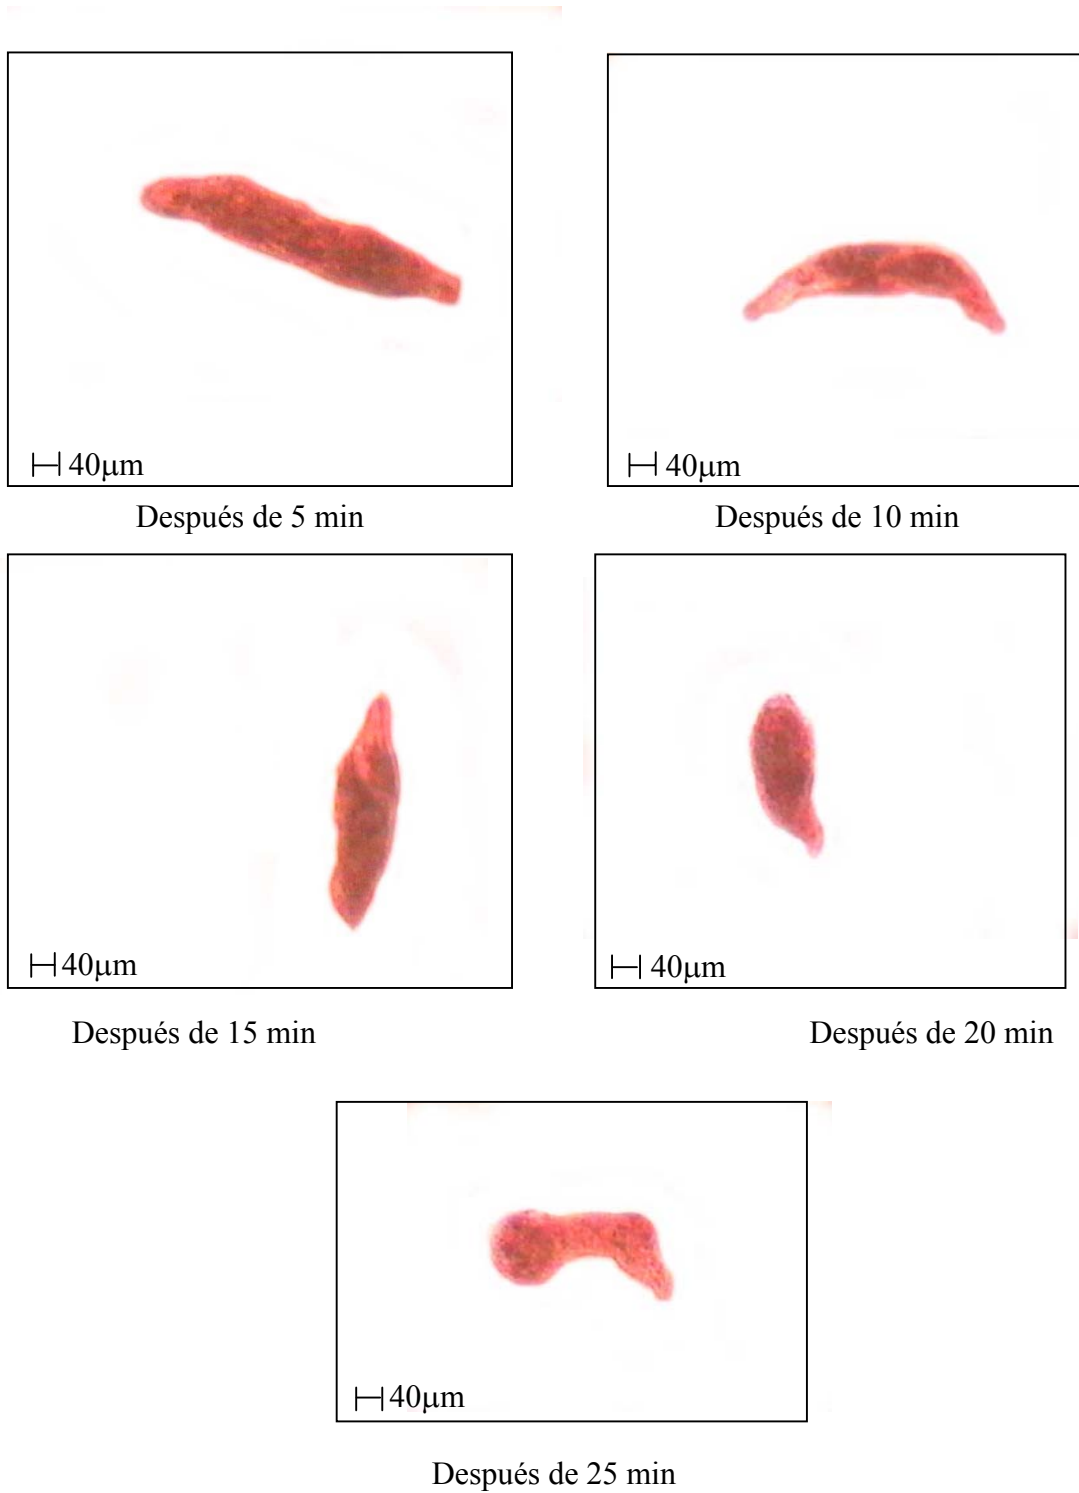 40μm
40μm
Después de 5 min
Después de 10 min
40μm
40μm
Después de 15 min
Después de 20 min
40μm
Después de 25 min